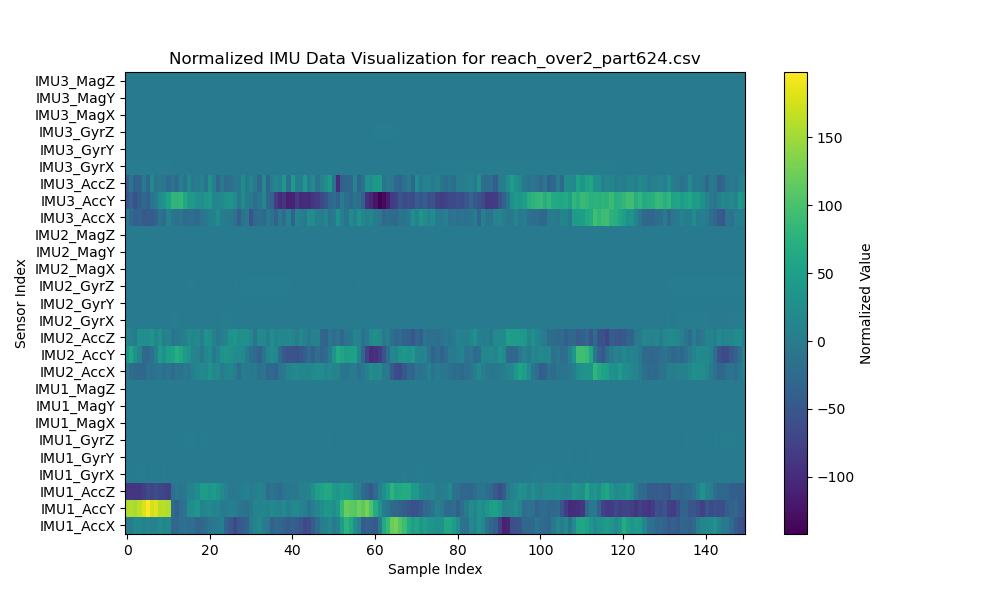 Normalized IMU Data Visualization for reach_over2_part624.csv
IMU3_MagZ
IMU3_MagY
IMU3_MagX
IMU3_GyrZ
IMU3_GyrY
IMU3_GyrX
IMU3_AccZ
IMU3_AccY
IMU3_AccX
IMU2_MagZ
IMU2_MagY
IMU2_MagX
IMU2_GyrZ
IMU2_GyrY
IMU2_GyrX
IMU2_AccZ
IMU2_AccY
IMU2_AccX
IMU1_MagZ
IMU1_MagY
IMU1_MagX
IMU1_GyrZ
IMU1_GyrY
IMU1_GyrX
IMU1_AccZ
IMU1_AccY
IMU1_AccX
Sensor Index
0 20 40 60 80 100 120 140
Sample Index
150
100
50
0
−50
−100
Normalized Value